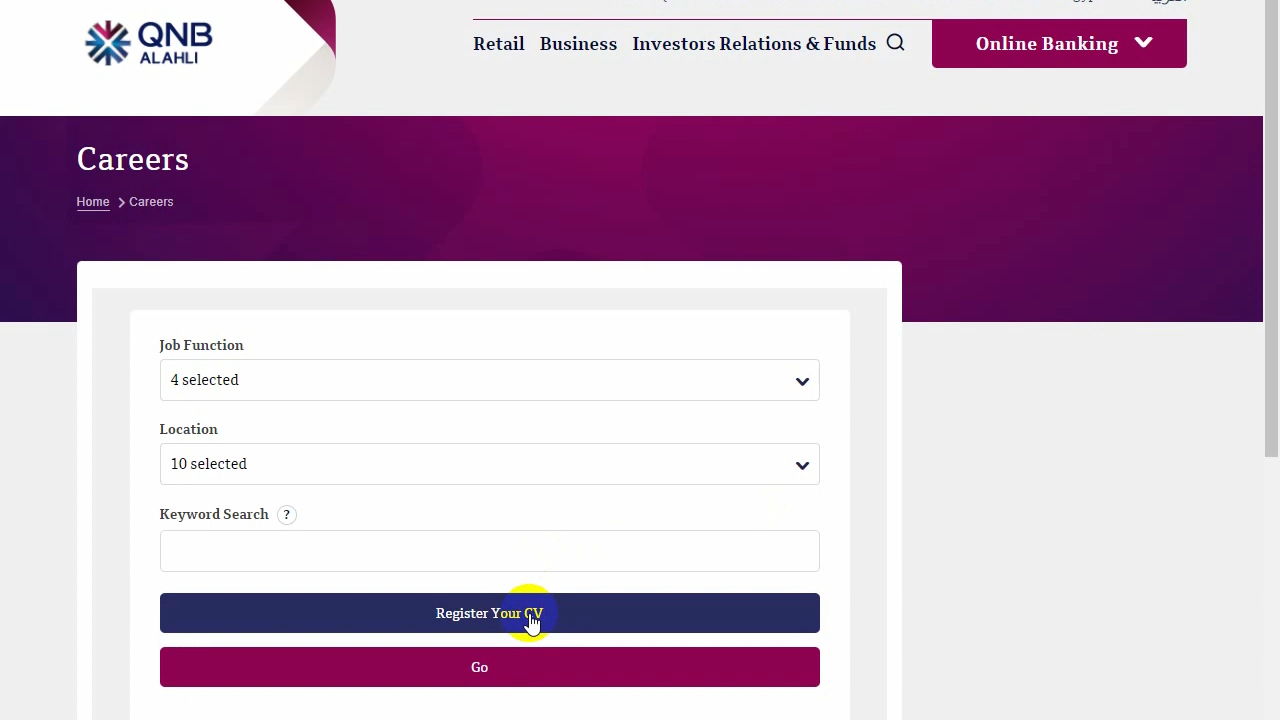 QNB
ALAHLI
Retail Business Investors Relations & Funds
Online Banking
Careers
Home Careers
Job Function
4 selected
Location
10 selected
Keyword Search ?
Register Your CV
Go